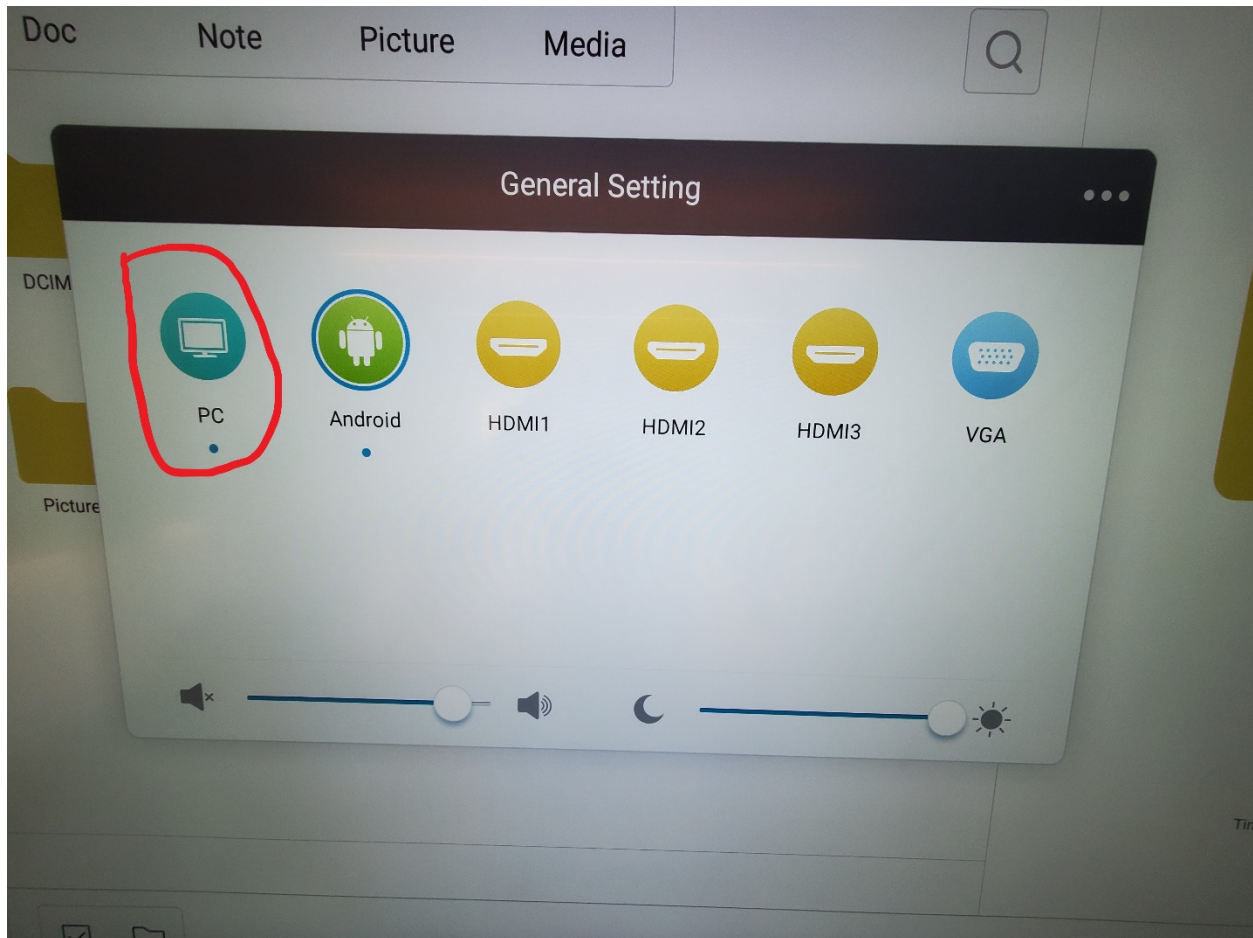 Doc Note Picture Media
General Setting
DCIM
PC Android HDMI1 HDMI2 HDMI3 VGA
Picture